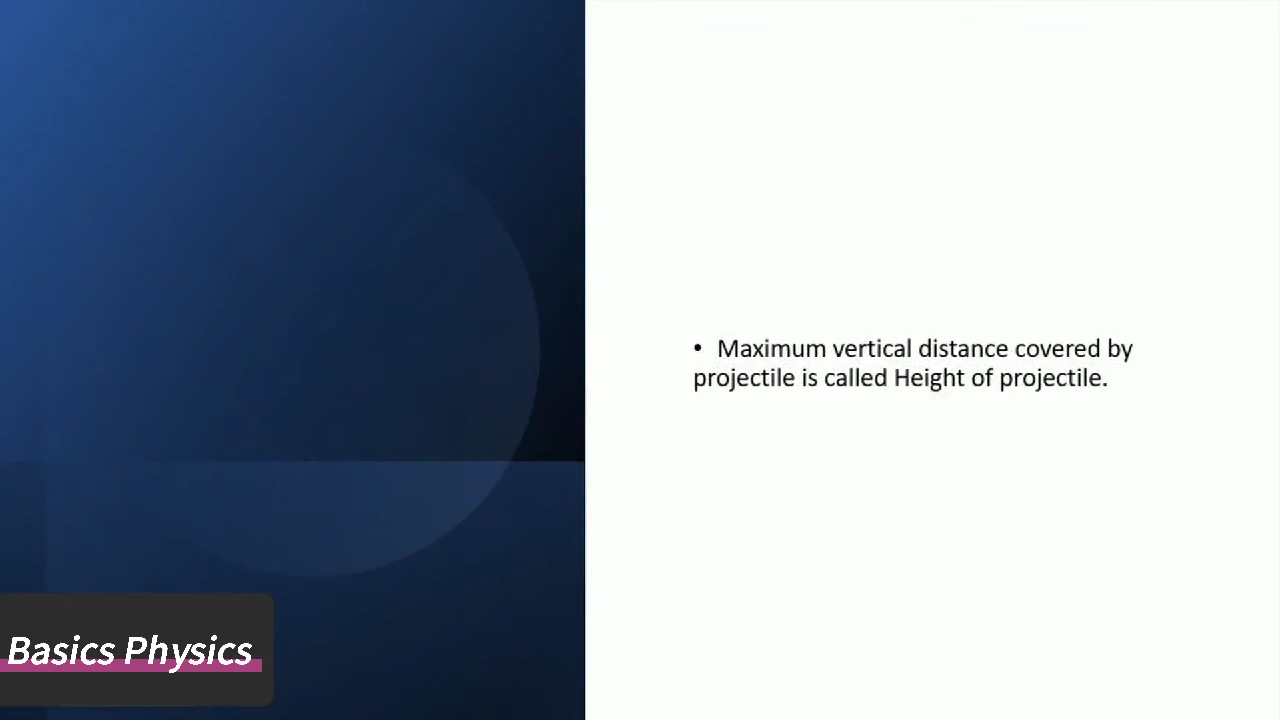 • Maximum vertical distance covered by
projectile is called Height of projectile.
Basics Physics